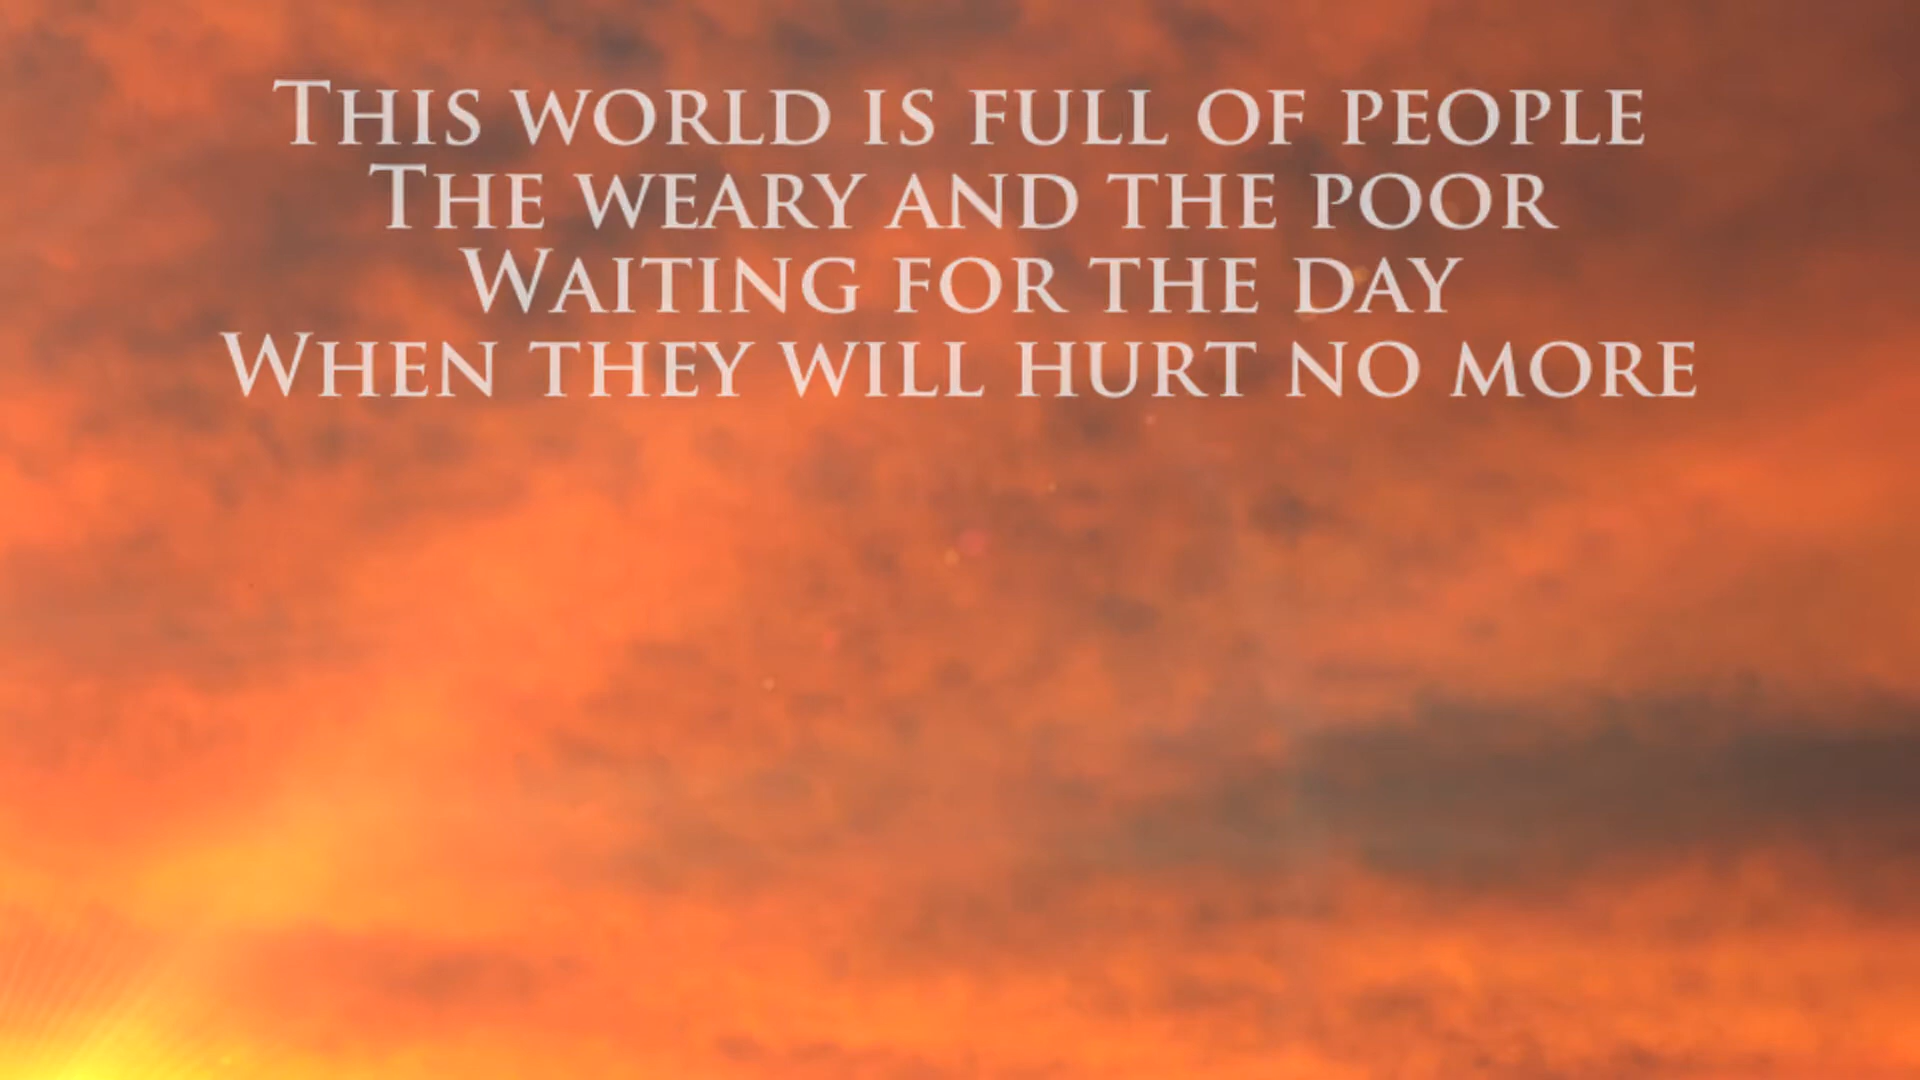 This world is full of people
The weary and the poor
Waiting for the day
When they will hurt no more